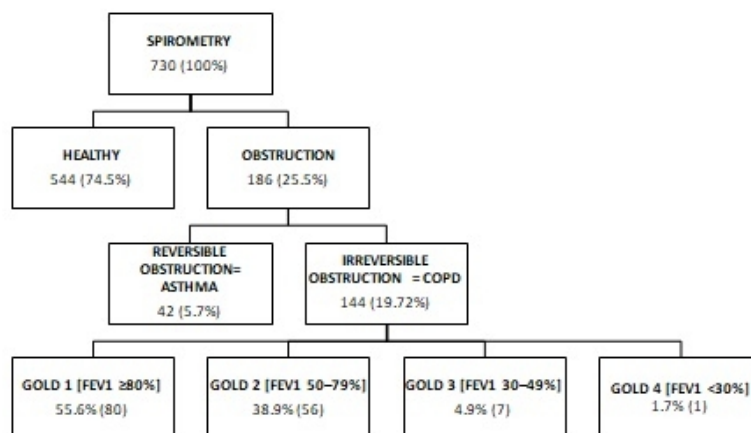 SPIROMETRY
730 (100%)
HEALTHY
544 (74.5%)
OBSTRUCTION
186 (25.5%)
REVERSIBLE
OBSTRUCTION=
ASTHMA
42 (5.7%)
IRREVERSIBLE
OBSTRUCTION = COPD
144 (19.72%)
GOLD 1 [FEV1 ≥80%]
55.6% (80)
GOLD 2 [FEV1 50–79%]
38.9% (56)
GOLD 3 [FEV1 30–49%]
4.9% (7)
GOLD 4 [FEV1 <30%]
1.7% (1)